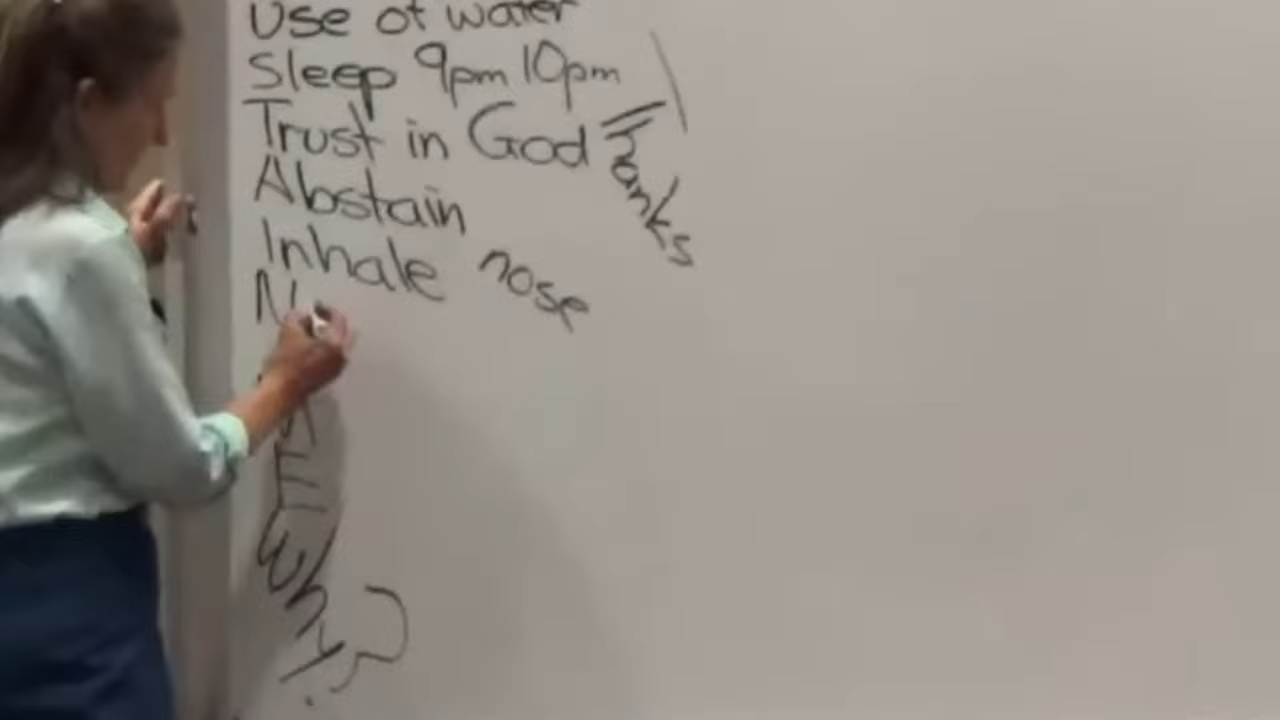 Use of water
Sleep 9pm 10pm
Trust in God Thanks
Abstain
Inhale nose
N
Why?